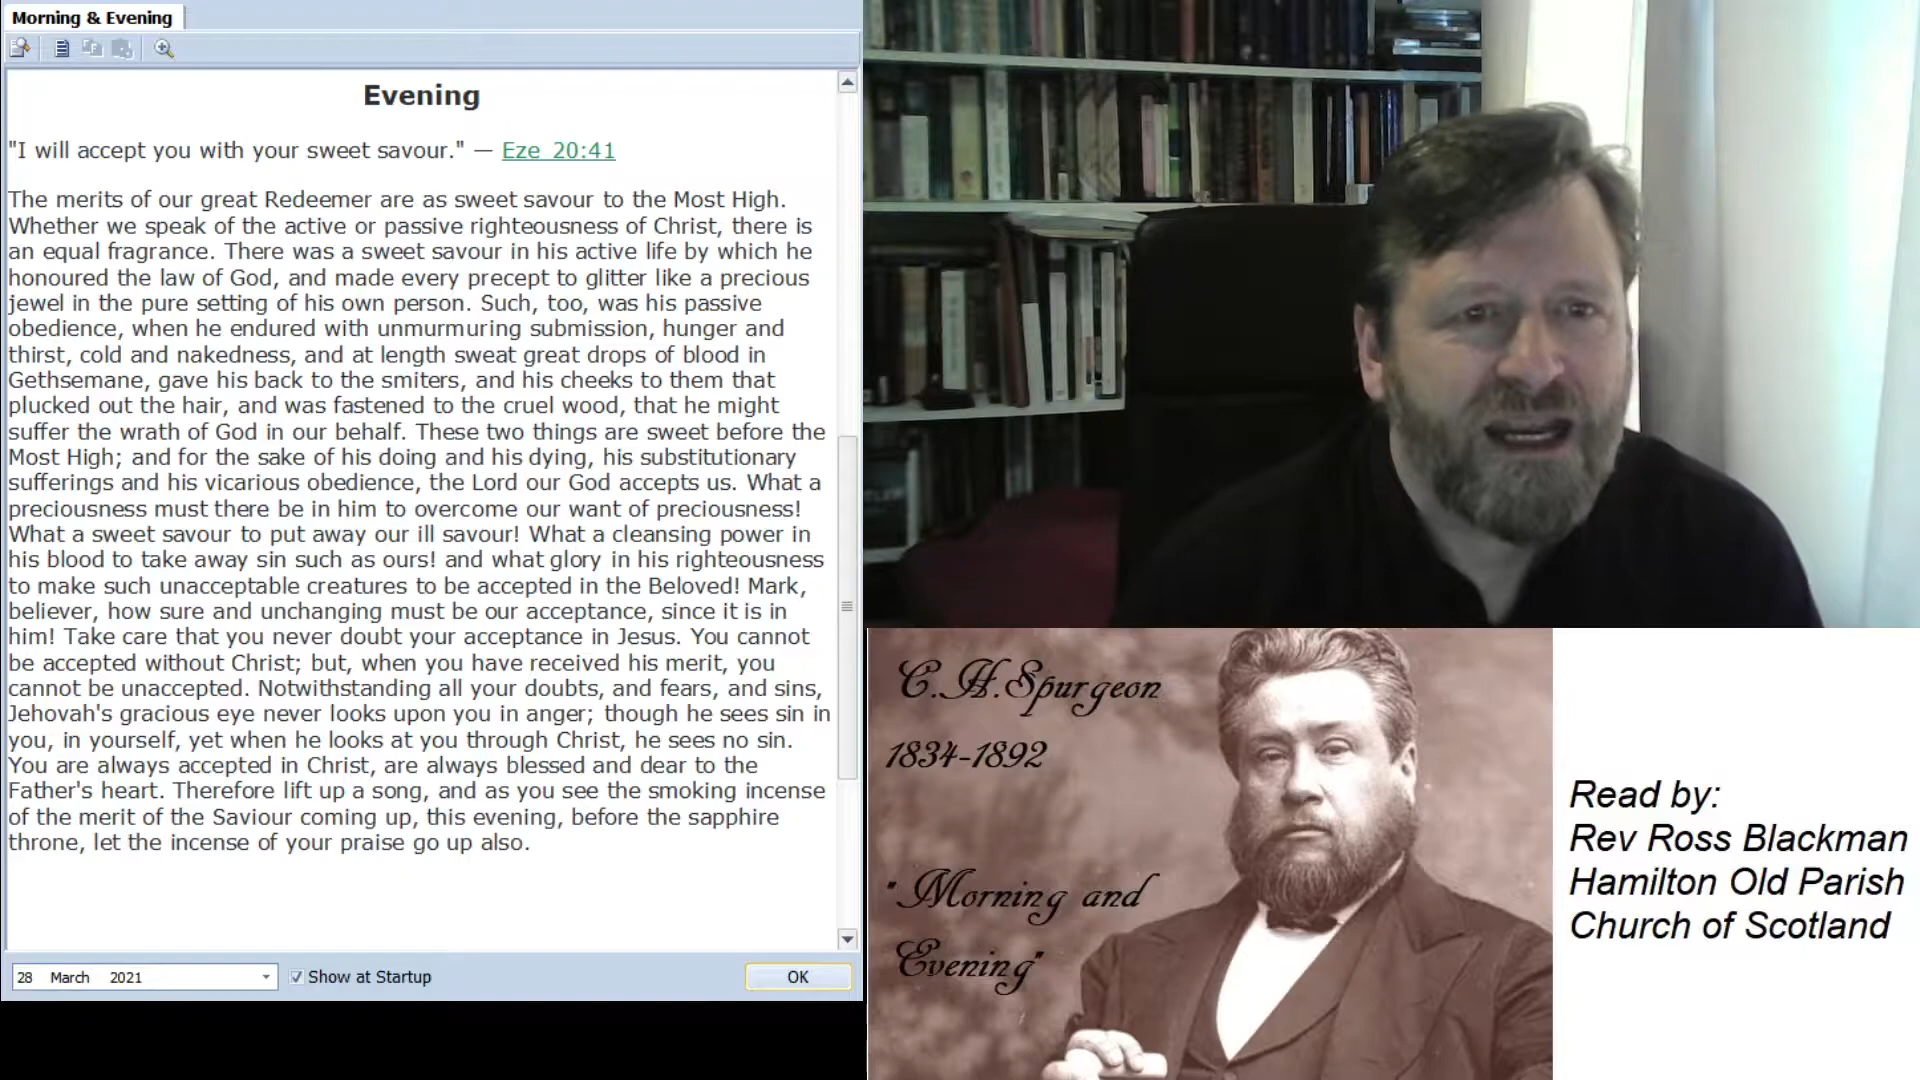 Morning & Evening
Evening
"I will accept you with your sweet savour." — Eze_20:41
The merits of our great Redeemer are as sweet savour to the Most High.
Whether we speak of the active or passive righteousness of Christ, there is
an equal fragrance. There was a sweet savour in his active life by which he
honoured the law of God, and made every precept to glitter like a precious
jewel in the pure setting of his own person. Such, too, was his passive
obedience, when he endured with unmurmuring submission, hunger and
thirst, cold and nakedness, and at length sweat great drops of blood in
Gethsemane, gave his back to the smiters, and his cheeks to them that
plucked out the hair, and was fastened to the cruel wood, that he might
suffer the wrath of God in our behalf. These two things are sweet before the
Most High; and for the sake of his doing and his dying, his substitutionary
sufferings and his vicarious obedience, the Lord our God accepts us. What a
preciousness must there be in him to overcome our want of preciousness!
What a sweet savour to put away our ill savour! What a cleansing power in
his blood to take away sin such as ours! and what glory in his righteousness
to make such unacceptable creatures to be accepted in the Beloved! Mark,
believer, how sure and unchanging must be our acceptance, since it is in
him! Take care that you never doubt your acceptance in Jesus. You cannot
be accepted without Christ; but, when you have received his merit, you
cannot be unaccepted. Notwithstanding all your doubts, and fears, and sins,
Jehovah's gracious eye never looks upon you in anger; though he sees sin in
you, in yourself, yet when he looks at you through Christ, he sees no sin.
You are always accepted in Christ, are always blessed and dear to the
Father's heart. Therefore lift up a song, and as you see the smoking incense
of the merit of the Saviour coming up, this evening, before the sapphire
throne, let the incense of your praise go up also.
28 March 2021
Show at Startup
OK
C.H.Spurgeon
1834-1892
"Morning and
Evening"
Read by:
Rev Ross Blackman
Hamilton Old Parish
Church of Scotland